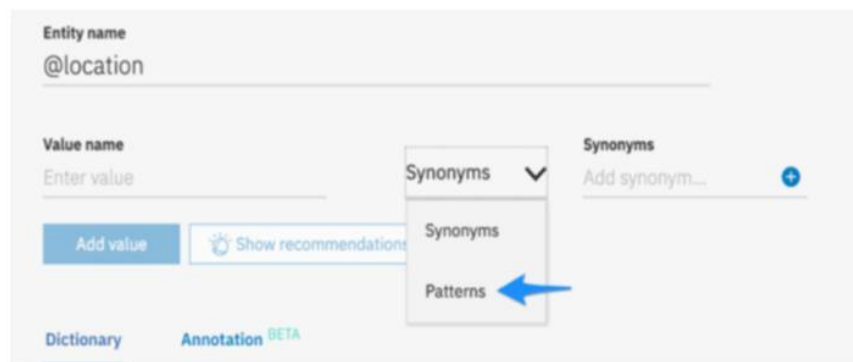 Entity name
@location
Value name
Synonyms
Synonyms
Enter value
Add synonym...
Synonyms
Add value
Show recommendations
Patterns
Dictionary
Annotation BETA